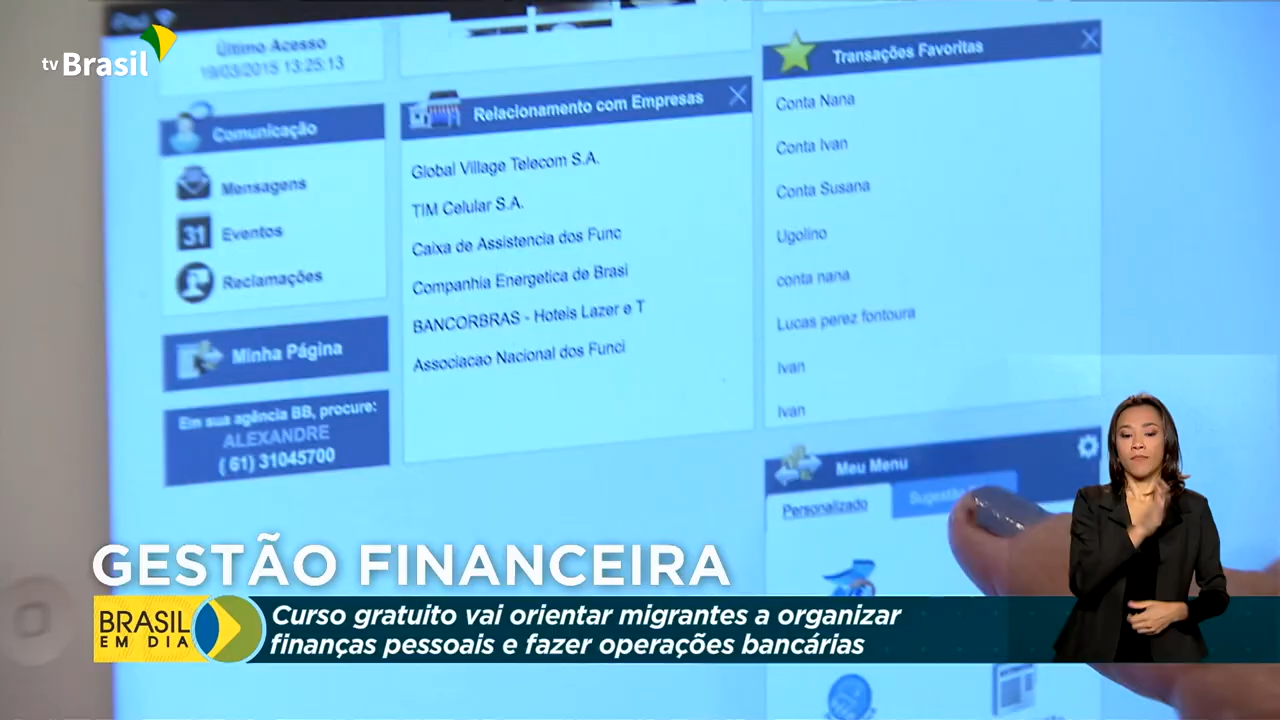 iPad
tv Brasil
Último Acesso
19/03/2015 13:25:13
Comunicação
Mensagens
31
Eventos
Reclamações
Minha Página
Em sua agência BB, procure:
ALEXANDRE
( 61) 31045700
Relacionamento com Empresas
Global Village Telecom S.A.
TIM Celular S.A.
Caixa de Assistencia dos Func
Companhia Energetica de Brasi
BANCORBRAS - Hoteis Lazer e T
Associacao Nacional dos Funci
Transações Favoritas
Conta Nana
Conta Ivan
Conta Susana
Ugolino
conta nana
Lucas perez fontoura
Ivan
Ivan
Meu Menu
Personalizado
Sugestão
GESTÃO FINANCEIRA
BRASIL
EM DIA
Curso gratuito vai orientar migrantes a organizar
finanças pessoais e fazer operações bancárias